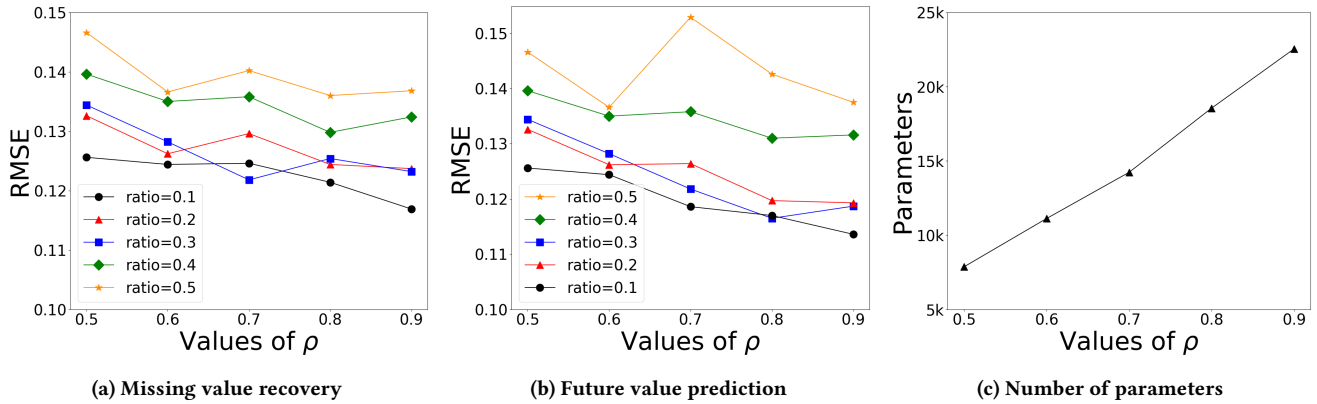 0.15
0.14
0.13
0.12
0.11
0.10
RMSE
ratio=0.1
ratio=0.2
ratio=0.3
ratio=0.4
ratio=0.5
0.5 0.6 0.7 0.8 0.9
Values of ρ
(a) Missing value recovery
0.15
0.14
0.13
0.12
0.11
0.10
RMSE
ratio=0.5
ratio=0.4
ratio=0.3
ratio=0.2
ratio=0.1
0.5 0.6 0.7 0.8 0.9
Values of ρ
(b) Future value prediction
25k
20k
15k
10k
5k
Parameters
0.5 0.6 0.7 0.8 0.9
Values of ρ
(c) Number of parameters